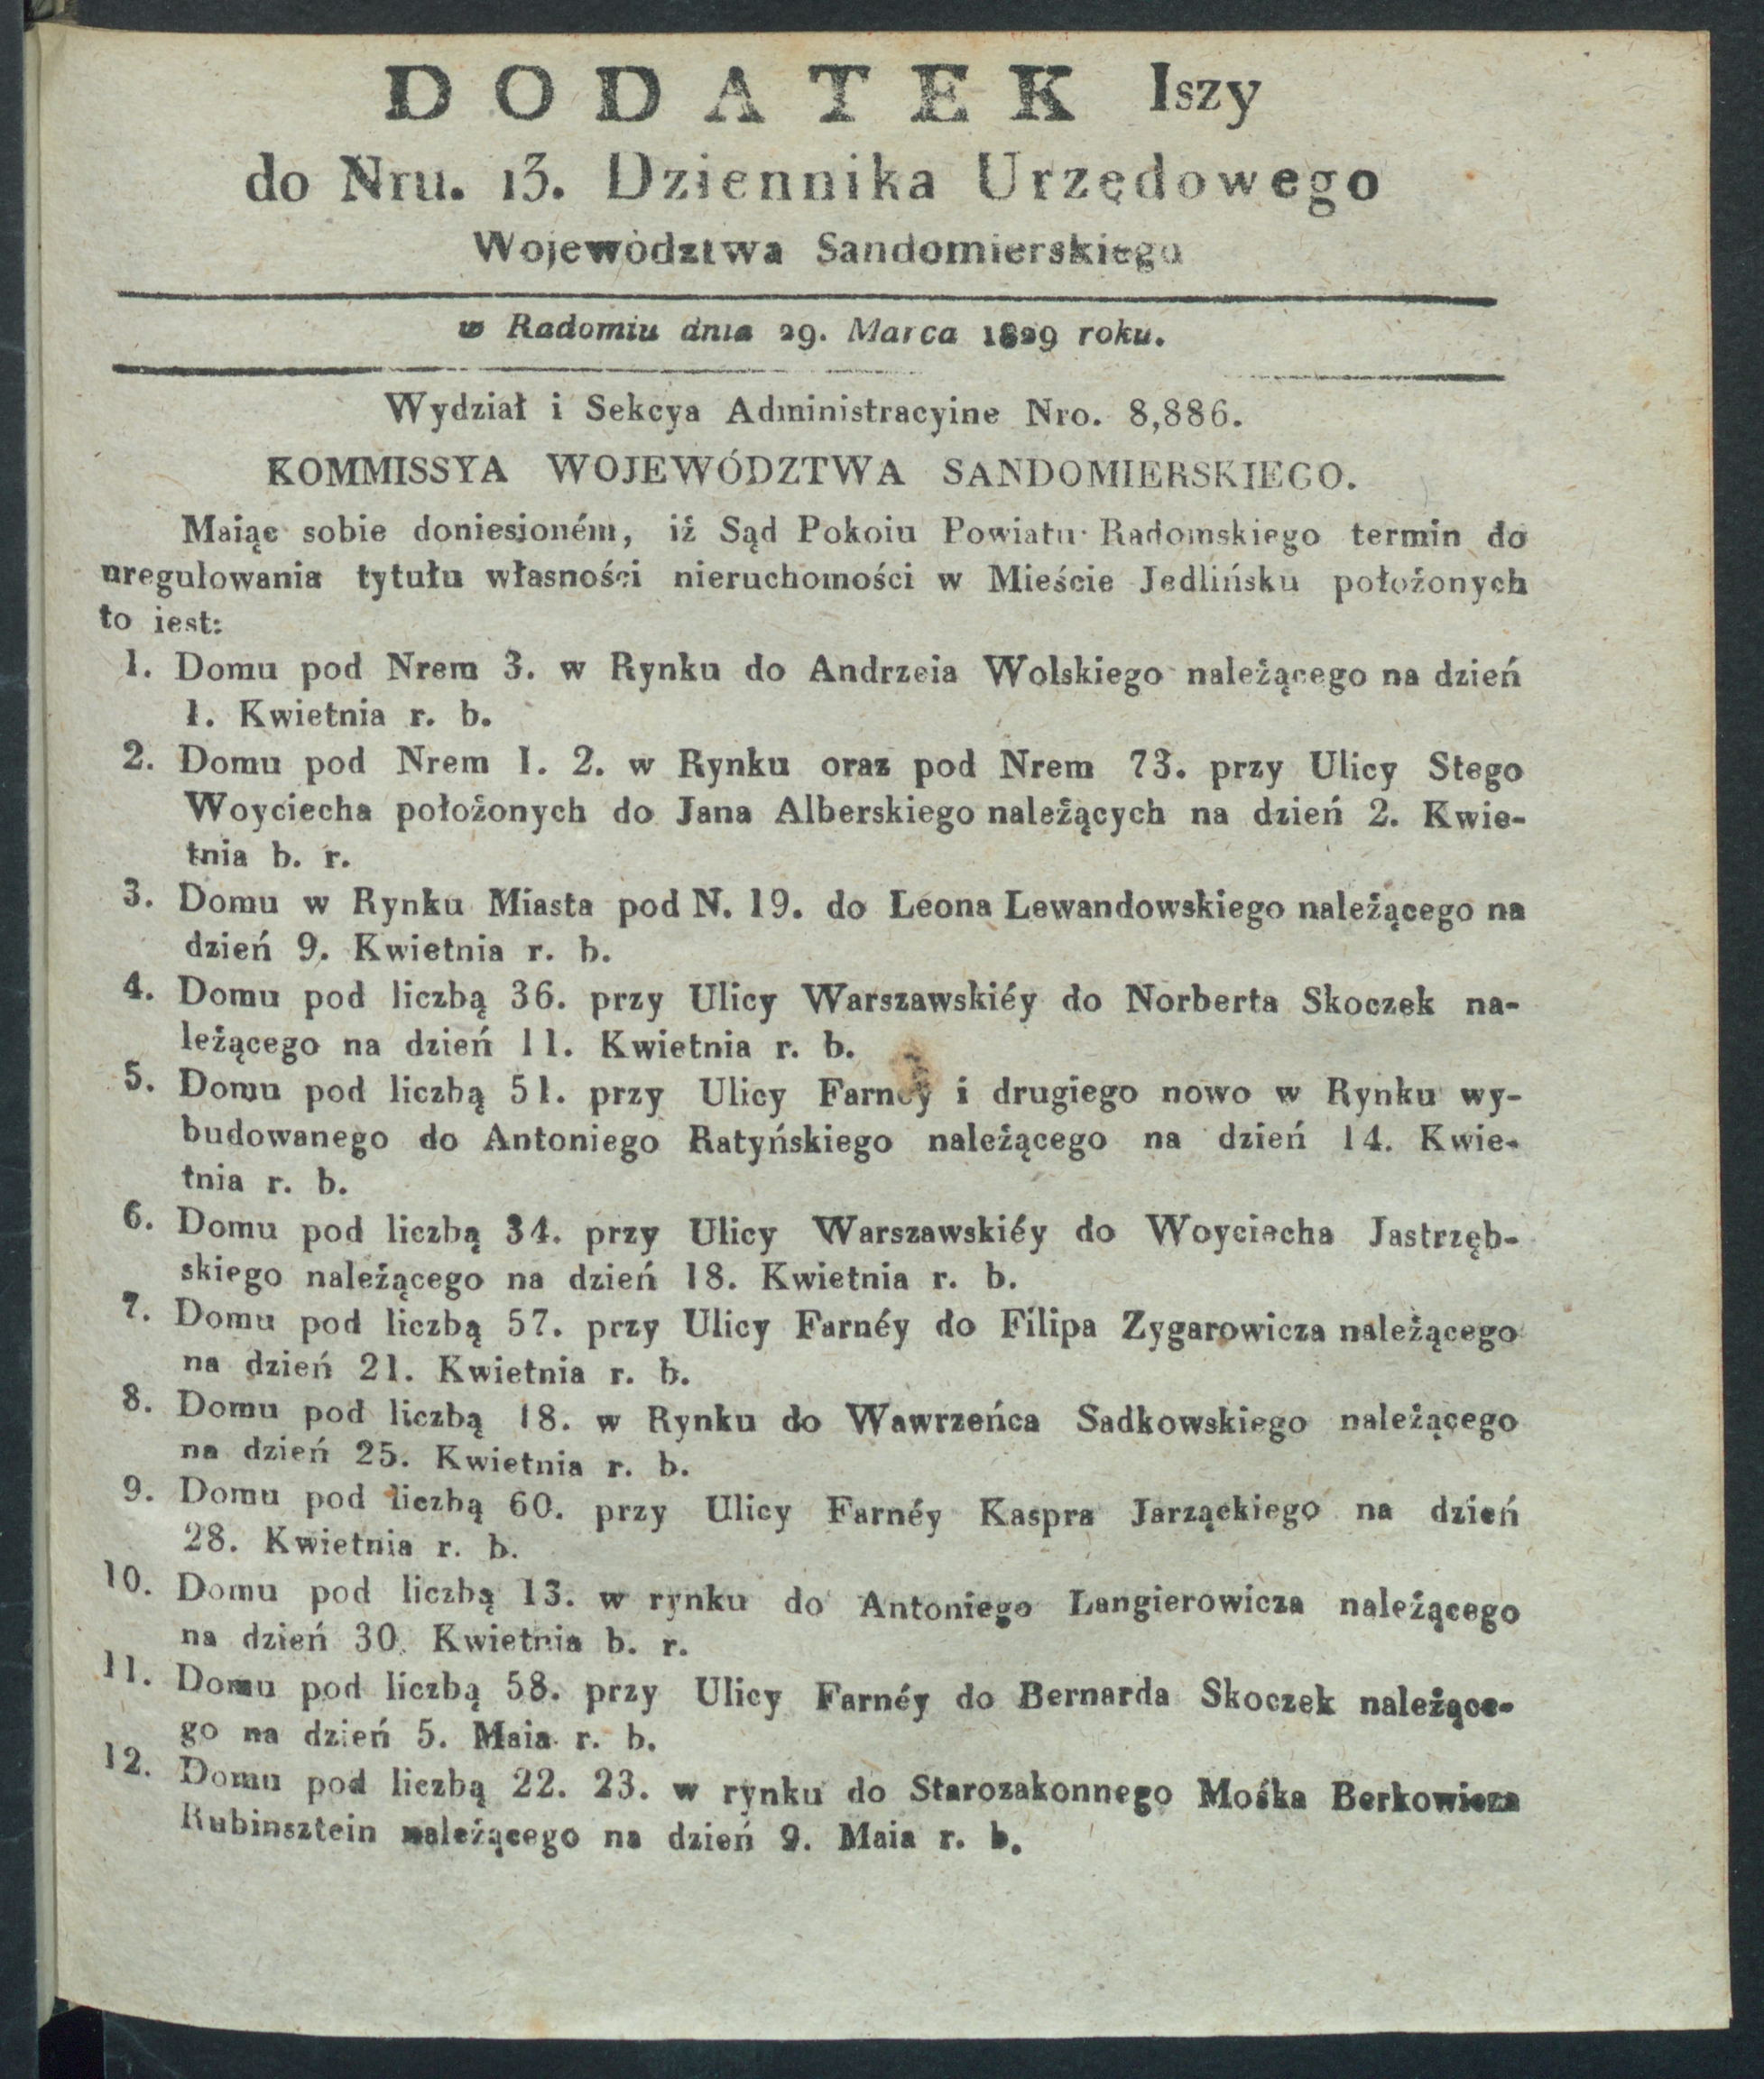 DODATEK Iszy
do Nru. 13. Dziennika Urzędowego
Województwa Sandomierskiego
w Radomiu dnia 29. Marca 1829 roku.
Wydział i Sekcya Administracyine Nro. 8,886.
KOMMISSYA WOJEWÓDZTWA SANDOMIERSKIEGO.
Maiąc sobie doniesioném, iż Sąd Pokoiu Powiatu Radomskiego termin do
uregulowania tytułu własności nieruchomości w Mieście Jedlińsku położonych
to iest:
1. Domu pod Nrem 3. w Rynku do Andrzeia Wolskiego należącego na dzień
1. Kwietnia r. b.
2. Domu pod Nrem 1. 2. w Rynku oraz pod Nrem 73. przy Ulicy Stego
Woyciecha położonych do Jana Alberskiego należących na dzień 2. Kwie-
tnia b. r.
3. Domu w Rynku Miasta pod N. 19. do Leona Lewandowskiego należącego na
dzień 9. Kwietnia r. b.
4. Domu pod liczbą 36. przy Ulicy Warszawskiéy do Norberta Skoczek na-
leżącego na dzień 11. Kwietnia r. b.
5. Domu pod liczbą 51. przy Ulicy Farney i drugiego nowo w Rynku wy-
budowanego do Antoniego Ratyńskiego należącego na dzień 14. Kwie-
tnia r. b.
6. Domu pod liczbą 34. przy Ulicy Warszawskiéy do Woyciecha Jastrzęb-
skiego należącego na dzień 18. Kwietnia r. b.
7. Domu pod liczbą 57. przy Ulicy Farnéy do Filipa Zygarowicza należącego
na dzień 21. Kwietnia r. b.
8. Domu pod liczbą 18. w Rynku do Wawrzeńca Sadkowskiego należącego
na dzień 25. Kwietnia r. b.
9. Domu pod liczbą 60. przy Ulicy Farnéy Kaspra Jarząckiego na dzień
28. Kwietnia r. b.
10. Domu pod liczbą 13. w rynku do Antoniego Langierowicza należącego
na dzień 30. Kwietnia b. r.
11. Domu pod liczbą 58. przy Ulicy Farnéy do Bernarda Skoczek należące-
go na dzień 5. Maia r. b.
12. Domu pod liczbą 22. 23. w rynku do Starozakonnego Mośka Berkowicza
Rubinsztein należącego na dzień 9. Maia r. b.